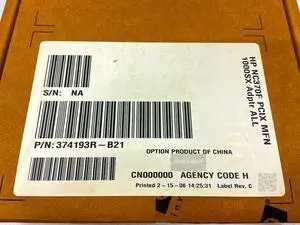 HP NC370F PCIX MFN
1000SX Adptr ALL
S/N: NA
P/N: 374193R-B21
OPTION PRODUCT OF CHINA
CN000000 AGENCY CODE H
Printed 2-15-06 14:25:31 Label Rev. C